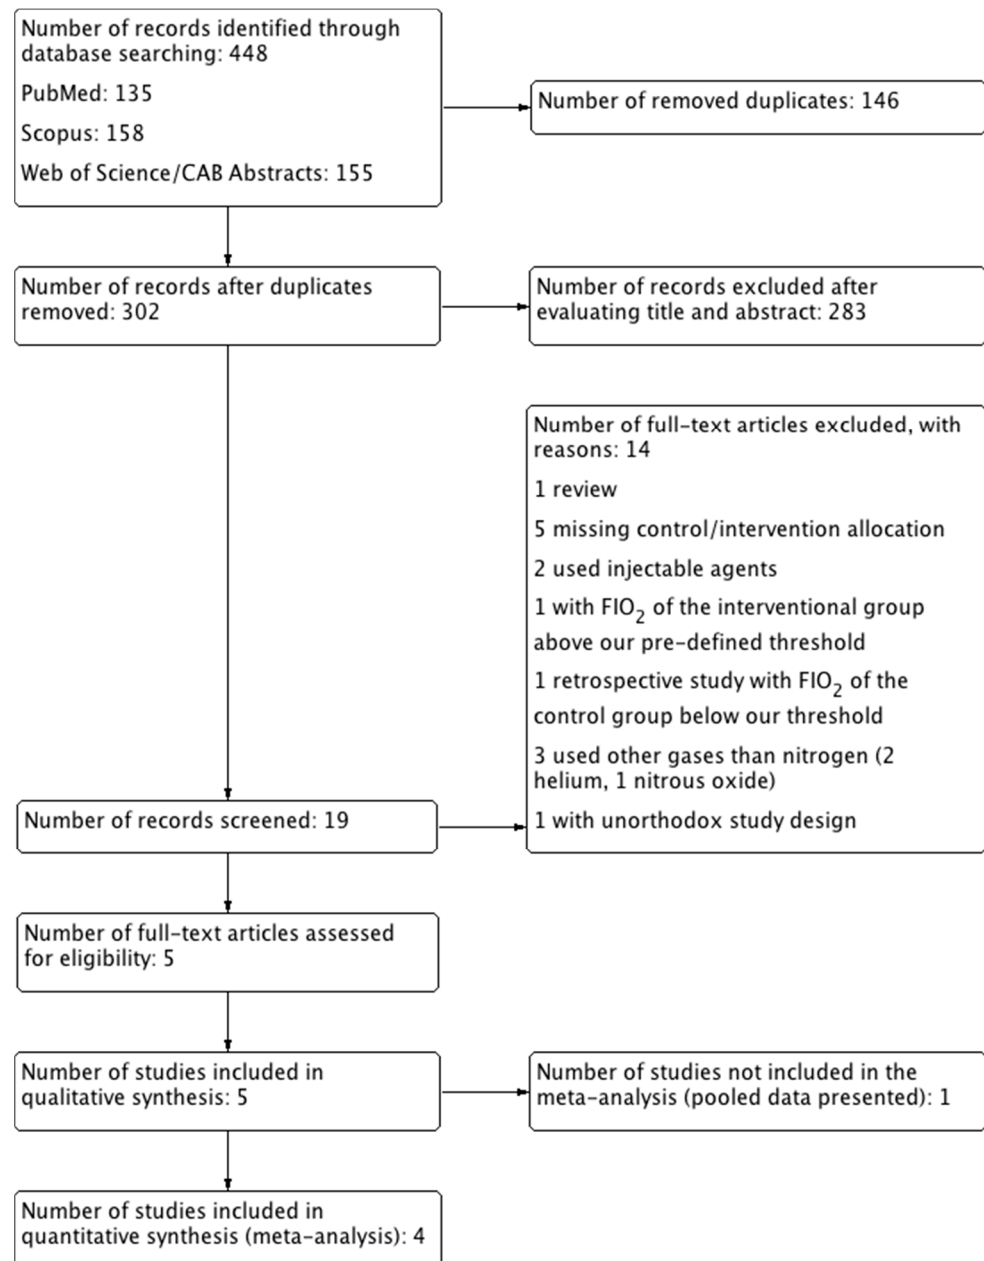 Number of records identified through
database searching: 448
PubMed: 135
Scopus: 158
Web of Science/CAB Abstracts: 155
Number of removed duplicates: 146
Number of records after duplicates
removed: 302
Number of records excluded after
evaluating title and abstract: 283
Number of full-text articles excluded, with
reasons: 14
1 review
5 missing control/intervention allocation
2 used injectable agents
1 with FIO2 of the interventional group
above our pre-defined threshold
1 retrospective study with FIO2 of the
control group below our threshold
3 used other gases than nitrogen (2
helium, 1 nitrous oxide)
1 with unorthodox study design
Number of records screened: 19
Number of full-text articles assessed
for eligibility: 5
Number of studies included in
qualitative synthesis: 5
Number of studies not included in the
meta-analysis (pooled data presented): 1
Number of studies included in
quantitative synthesis (meta-analysis): 4